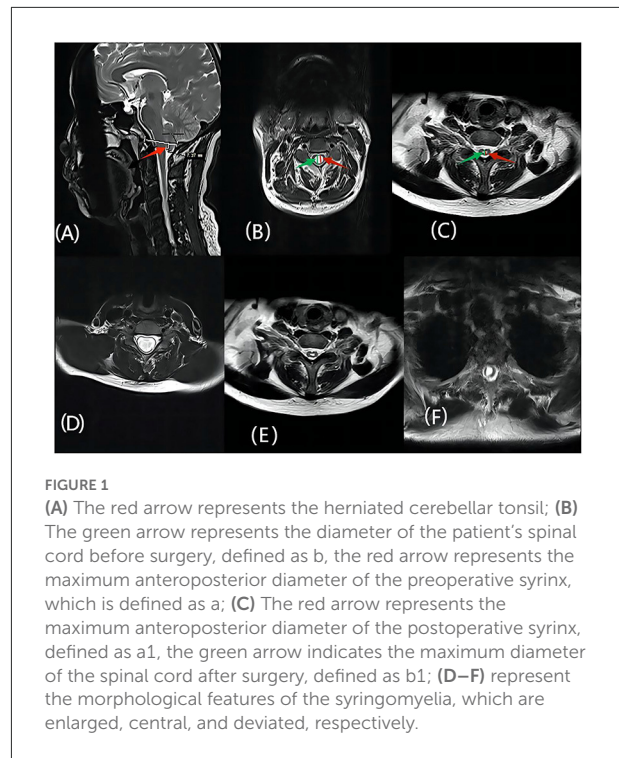 (A)
(B)
(C)
(D)
(E)
(F)
FIGURE 1
(A) The red arrow represents the herniated cerebellar tonsil; (B)
The green arrow represents the diameter of the patient's spinal
cord before surgery, defined as b, the red arrow represents the
maximum anteroposterior diameter of the preoperative syrinx,
which is defined as a; (C) The red arrow represents the
maximum anteroposterior diameter of the postoperative syrinx,
defined as a1, the green arrow indicates the maximum diameter
of the spinal cord after surgery, defined as b1; (D–F) represent
the morphological features of the syringomyelia, which are
enlarged, central, and deviated, respectively.